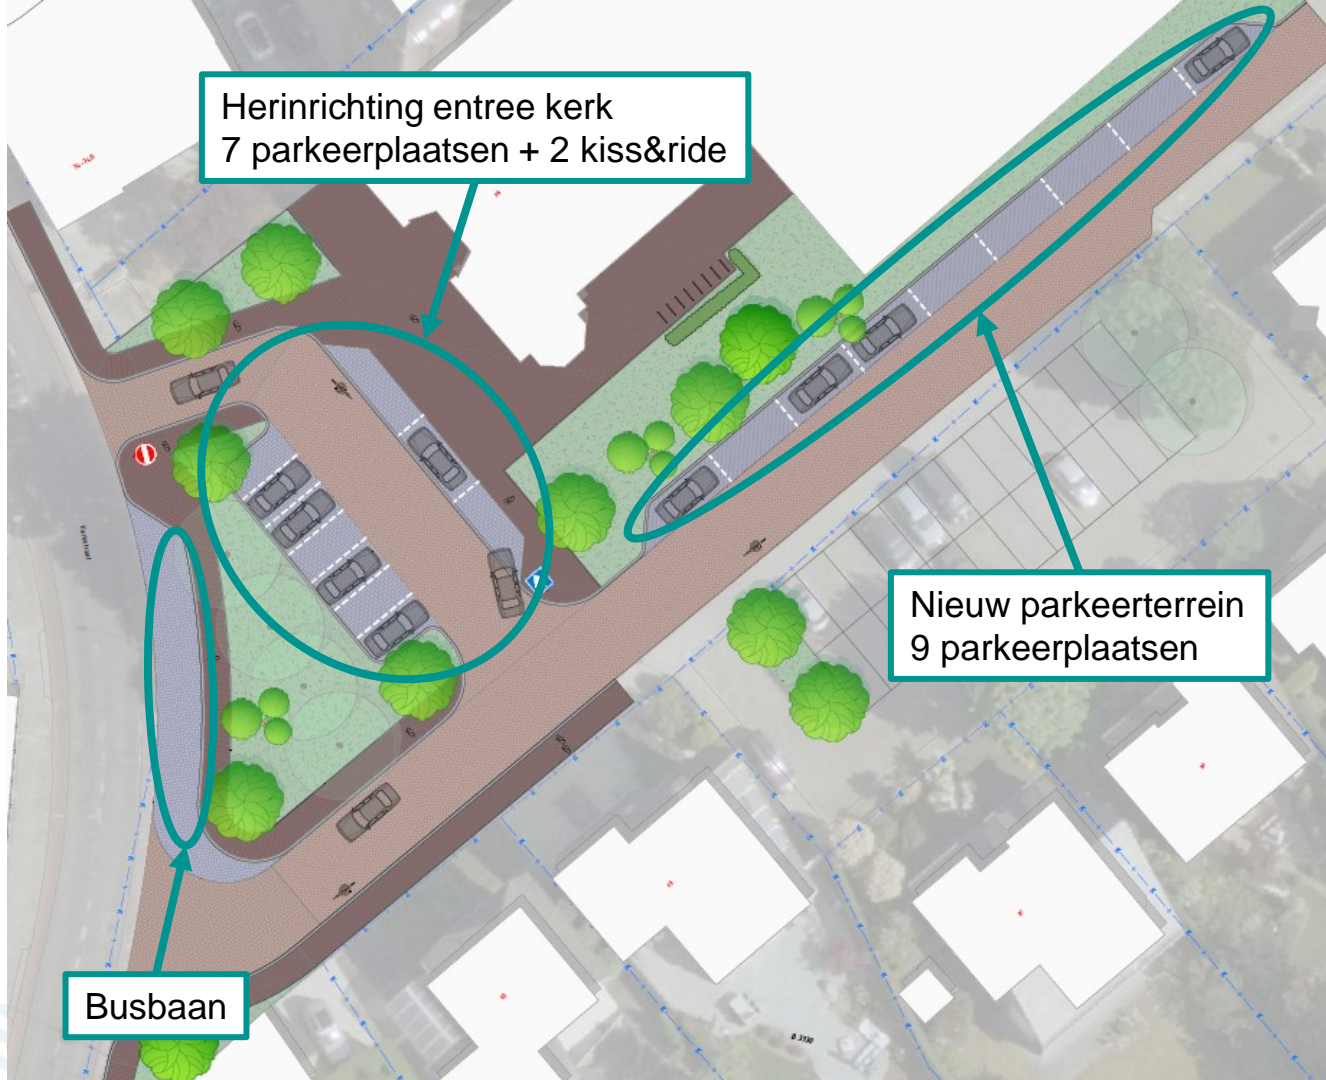 Herinrichting entree kerk
7 parkeerplaatsen + 2 kiss&ride
Nieuw parkeerterrein
9 parkeerplaatsen
Busbaan